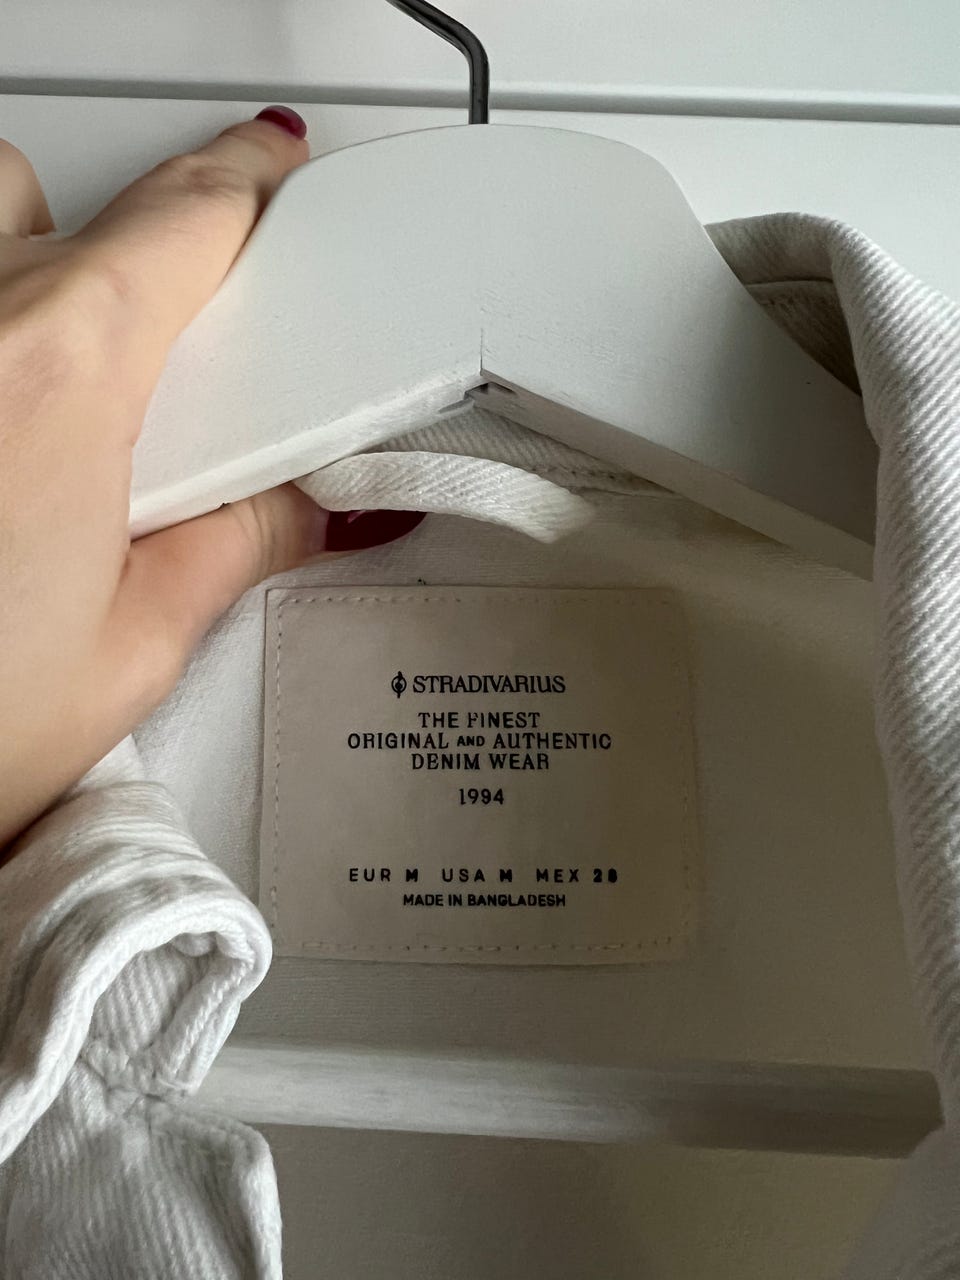 STRADIVARIUS
THE FINEST
ORIGINAL AND AUTHENTIC
DENIM WEAR
1994
EUR M USA M MEX 28
MADE IN BANGLADESH